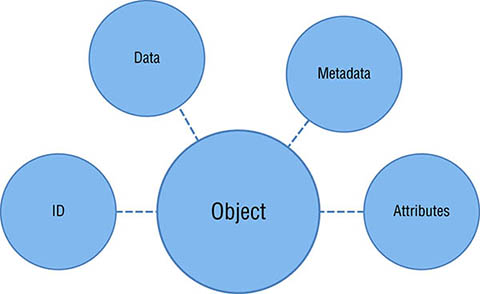 Data
Metadata
ID
Object
Attributes